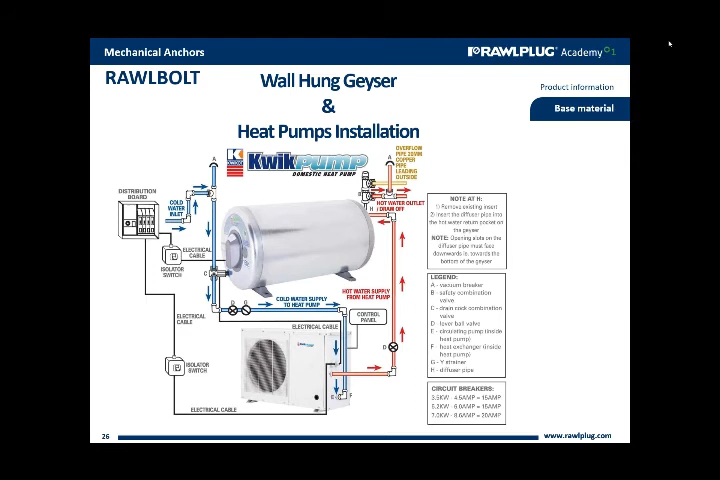 Mechanical Anchors
RAWLPLUG® Academy
RAWLBOLT
Wall Hung Geyser
&
Heat Pumps Installation
Product information
Base material
KwikPump
DOMESTIC HEAT PUMP
OVERFLOW
PIPE 20MM
COPPER
PIPE
LEADING
OUTSIDE
A
A
B
DISTRIBUTION
BOARD
COLD
WATER
INLET
HOT WATER OUTLET
/ DRAW OFF
H
NOTE AT H:
1) Remove existing insert
2) Insert the diffuser pipe into
the hot water return pocket on
the geyser
NOTE: Opening slots on the
diffuser pipe must face
downwards ie. towards the
bottom of the geyser
ELECTRICAL
CABLE
ISOLATOR
SWITCH
C
LEGEND:
A - vacuum breaker
B - safety combination
valve
C - drain cock combination
valve
D - lever ball valve
E - circulating pump (inside
heat pump)
F - heat exchanger (inside
heat pump)
G - Y strainer
H - diffuser pipe
HOT WATER SUPPLY
FROM HEAT PUMP
COLD WATER SUPPLY
TO HEAT PUMP
D
G
CONTROL
PANEL
ELECTRICAL
CABLE
ELECTRICAL CABLE
D
ISOLATOR
SWITCH
E
F
ELECTRICAL CABLE
CIRCUIT BREAKERS:
3.5KW - 4.5AMP = 15AMP
5.2KW - 6.0AMP = 15AMP
7.0KW - 8.6AMP = 20AMP
26
www.rawlplug.com